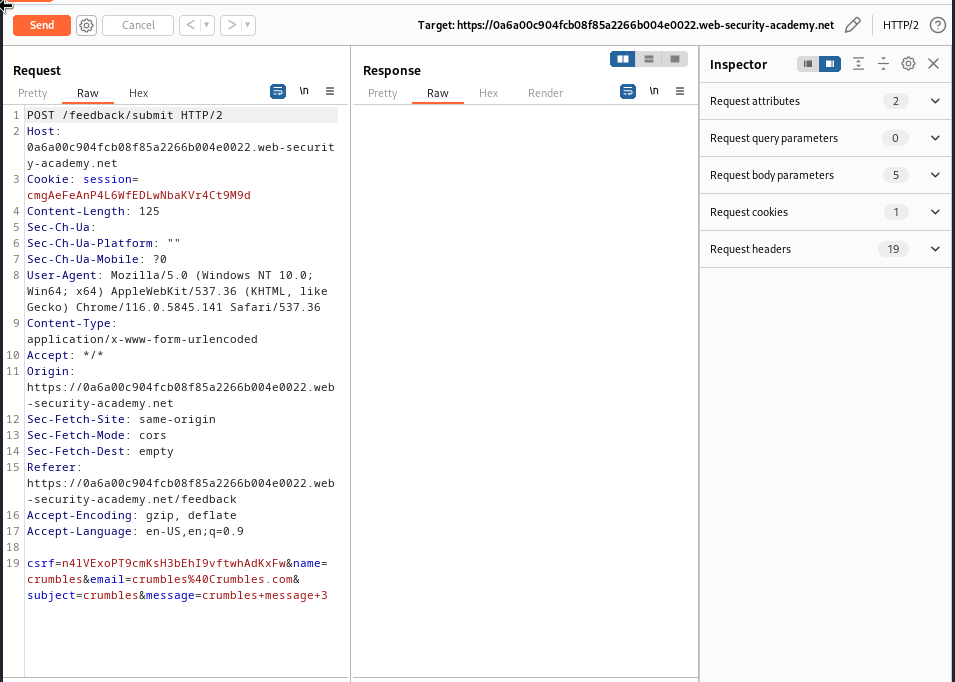 Send
Cancel
< ▾
> ▾
Target: https://0a6a00c904fcb08f85a2266b004e0022.web-security-academy.net
HTTP/2
?
Request
Pretty
Raw
Hex
\n
1 POST /feedback/submit HTTP/2
2 Host:
0a6a00c904fcb08f85a2266b004e0022.web-securit
y-academy.net
3 Cookie: session=
cmgAeFeAnP4L6WfEDLwNbaKVr4Ct9M9d
4 Content-Length: 125
5 Sec-Ch-Ua:
6 Sec-Ch-Ua-Platform: ""
7 Sec-Ch-Ua-Mobile: ?0
8 User-Agent: Mozilla/5.0 (Windows NT 10.0;
Win64; x64) AppleWebKit/537.36 (KHTML, like
Gecko) Chrome/116.0.5845.141 Safari/537.36
9 Content-Type:
application/x-www-form-urlencoded
10 Accept: */*
11 Origin:
https://0a6a00c904fcb08f85a2266b004e0022.web
-security-academy.net
12 Sec-Fetch-Site: same-origin
13 Sec-Fetch-Mode: cors
14 Sec-Fetch-Dest: empty
15 Referer:
https://0a6a00c904fcb08f85a2266b004e0022.web
-security-academy.net/feedback
16 Accept-Encoding: gzip, deflate
17 Accept-Language: en-US,en;q=0.9
18
19 csrf=n4lVExoPT9cmKsH3bEhI9vftwhAdKxFw&name=
crumbles&email=crumbles%40Crumbles.com&
subject=crumbles&message=crumbles+message+3
Response
Pretty
Raw
Hex
Render
\n
Inspector
Request attributes 2
Request query parameters 0
Request body parameters 5
Request cookies 1
Request headers 19